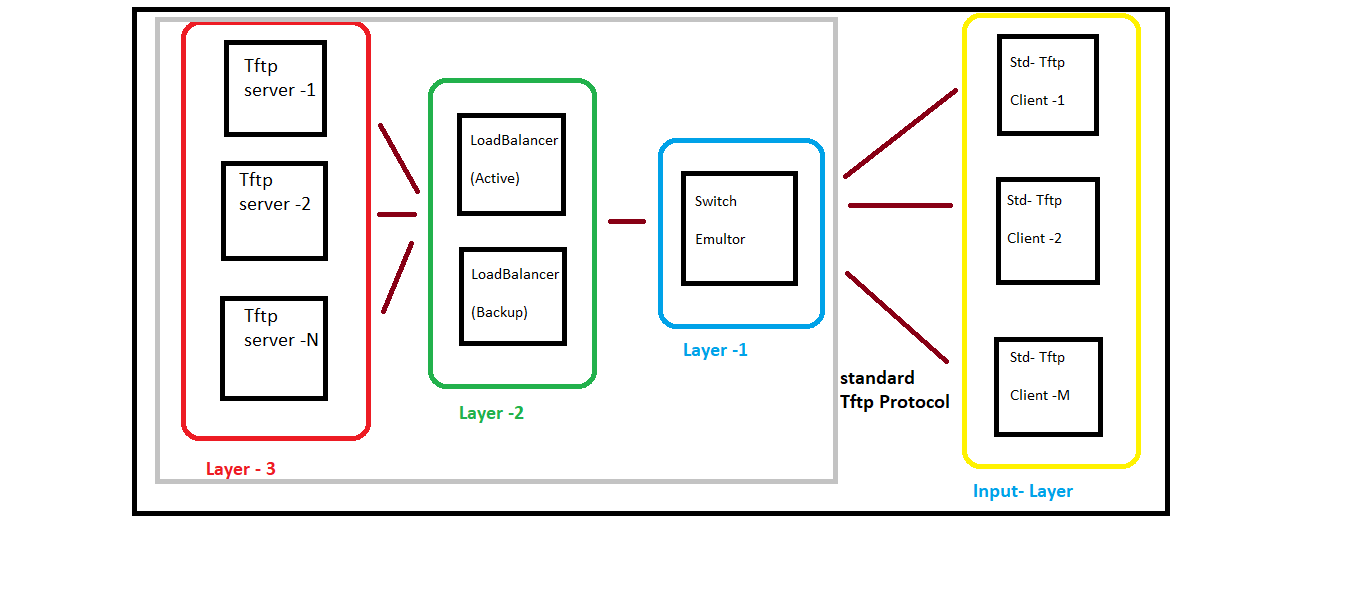 Tftp
server -1
Tftp
server -2
Tftp
server -N
Layer - 3
LoadBalancer
(Active)
LoadBalancer
(Backup)
Layer -2
Switch
Emultor
Layer -1
standard
Tftp Protocol
Std- Tftp
Client -1
Std- Tftp
Client -2
Std- Tftp
Client -M
Input- Layer